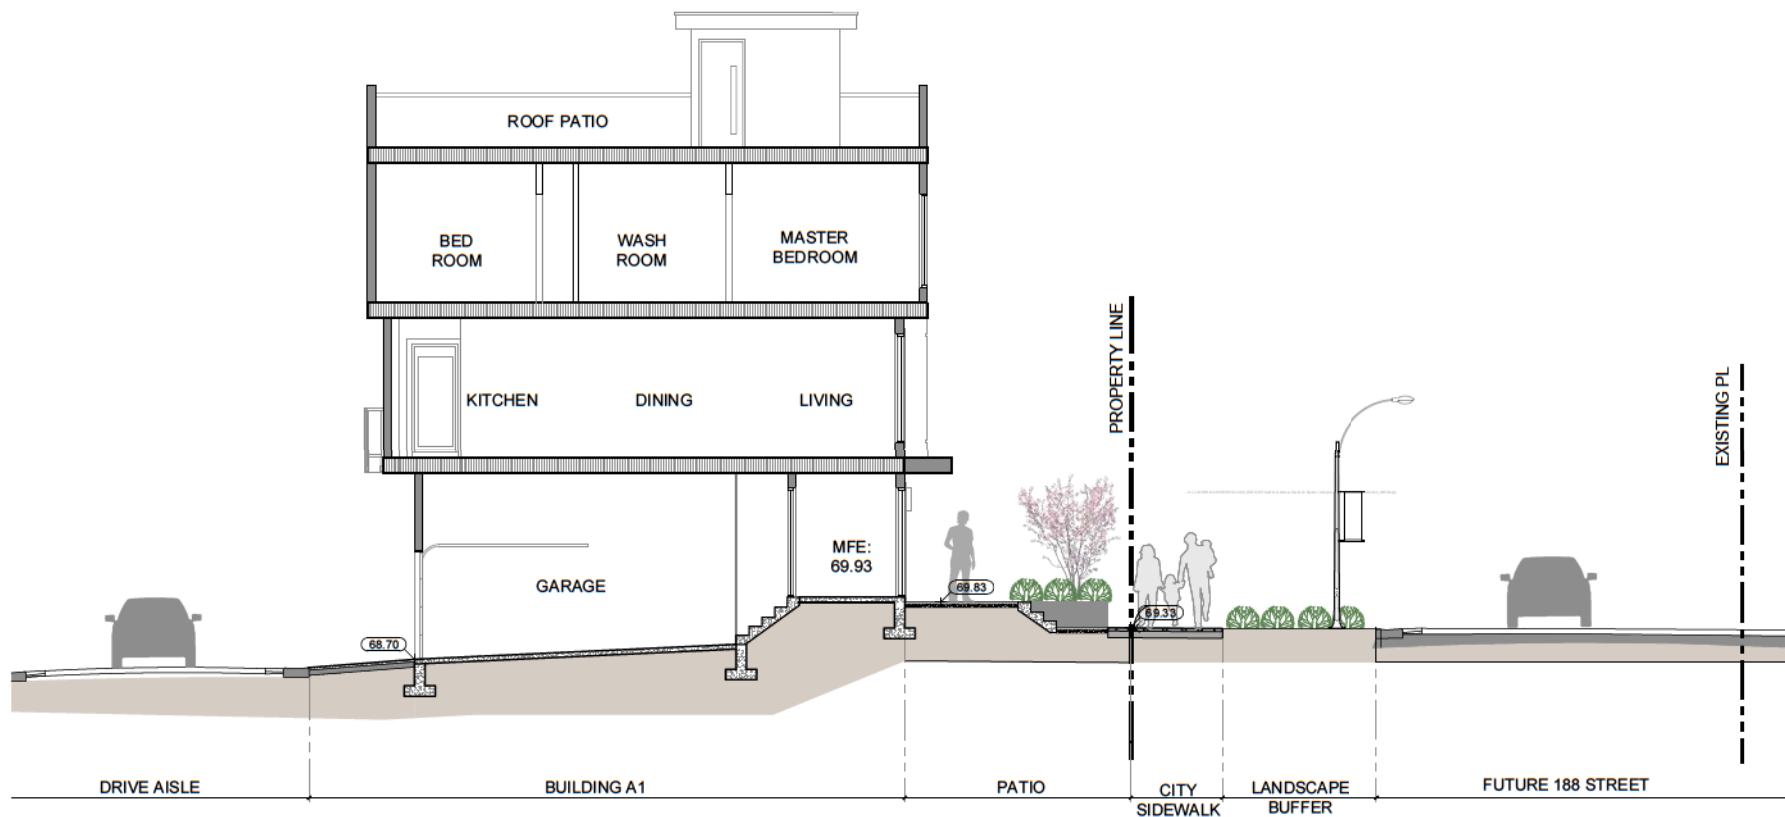 ROOF PATIO
BED
ROOM
WASH
ROOM
MASTER
BEDROOM
PROPERTY LINE
EXISTING PL
KITCHEN
DINING
LIVING
MFE:
69.93
GARAGE
69.83
69.33
68.70
DRIVE AISLE
BUILDING A1
PATIO
CITY
SIDEWALK
LANDSCAPE
BUFFER
FUTURE 188 STREET